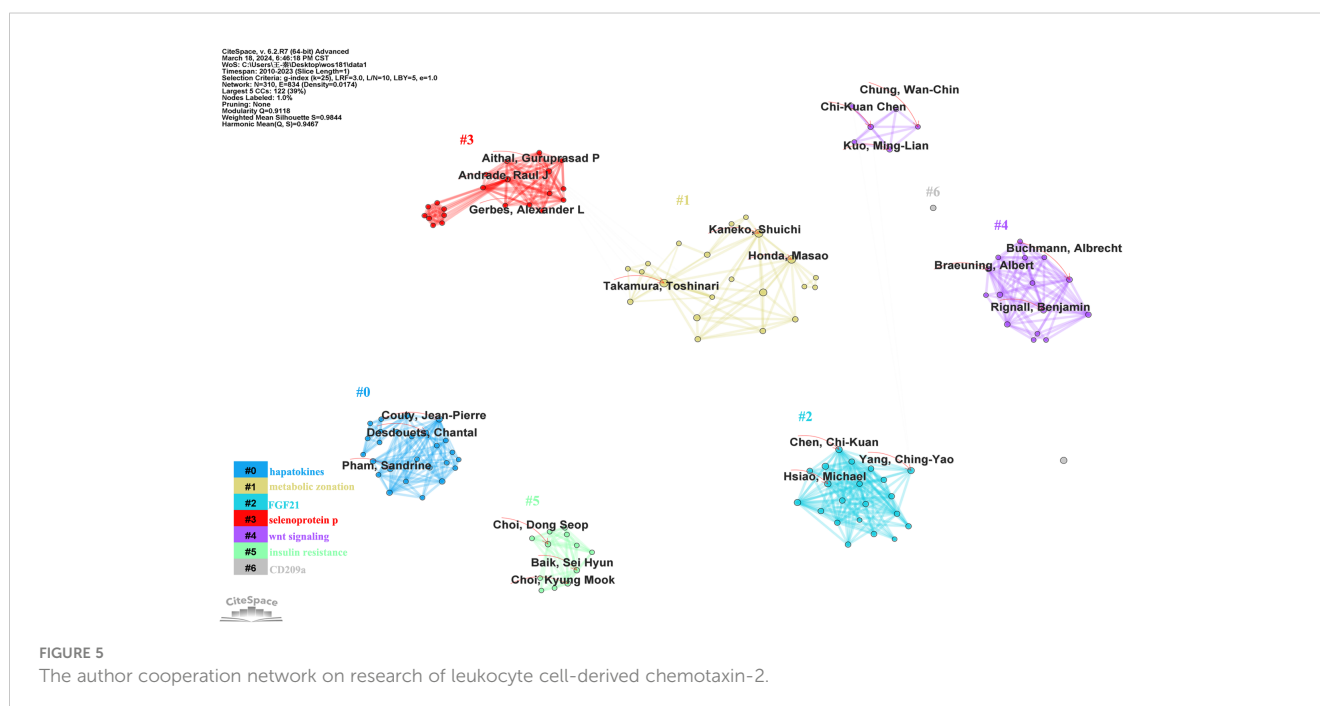 CiteSpace, v. 6.2.R7 (64-bit) Advanced
March 18, 2024, 6:46:18 PM CST
WoS: C:\Users\王-\Desktop\wos181\data1
Timespan: 2010-2023 (Slice Length=1)
Selection Criteria: g-index (k=25), LRF=3.0, L/N=10, LBY=5, e=1.0
Network: N=310, E=834 (Density=0.0174)
Largest 5 CCs: 122 (39%)
Nodes Labeled: 1.0%
Pruning: None
Modularity Q=0.9118
Weighted Mean Silhouette S=0.9844
Harmonic Mean(Q, S)=0.9467
Chung, Wan-Chin
Chi-Kuan Chen
Kuo, Ming-Lian
#3
Aithal, Guruprasad P
Andrade, Raul J
Gerbes, Alexander L
#1
Kaneko, Shuichi
Honda, Masao
Takamura, Toshinari
#6
#4
Buchmann, Albrecht
Braeuning, Albert
Rignall, Benjamin
#0
Couty, Jean-Pierre
Desdouets, Chantal
Pham, Sandrine
#2
Chen, Chi-Kuan
Yang, Ching-Yao
Hsiao, Michael
#5
Choi, Dong Seop
Baik, Sei Hyun
Choi, Kyung Mook
#0 hapatokines
#1 metabolic zonation
#2 FGF21
#3 selenoprotein p
#4 wnt signaling
#5 insulin resistance
#6 CD209a
CiteSpace
FIGURE 5
The author cooperation network on research of leukocyte cell-derived chemotaxin-2.